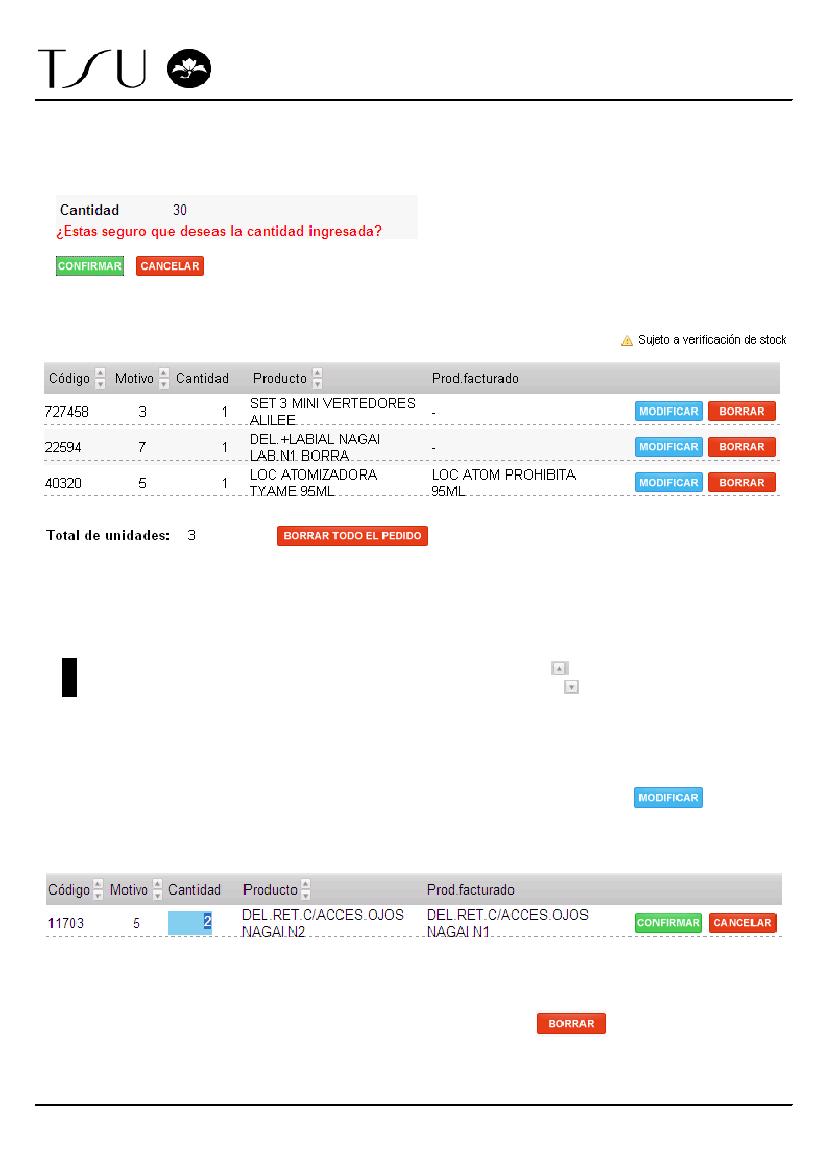 TSU
Cantidad 30
¿Estas seguro que deseas la cantidad ingresada?
CONFIRMAR CANCELAR
Sujeto a verificación de stock
Código Motivo Cantidad Producto Prod.facturado
727458 3 1 SET 3 MINI VERTEDORES ALILEE - MODIFICAR BORRAR
22594 7 1 DEL.+LABIAL NAGAI LAB.N1 BORRA - MODIFICAR BORRAR
40320 5 1 LOC ATOMIZADORA TYAME 95ML LOC ATOM PROHIBITA 95ML MODIFICAR BORRAR
Total de unidades: 3 BORRAR TODO EL PEDIDO
MODIFICAR
Código Motivo Cantidad Producto Prod.facturado
11703 5 2 DEL.RET.C/ACCES.OJOS NAGAI N2 DEL.RET.C/ACCES.OJOS NAGAI N1 CONFIRMAR CANCELAR
BORRAR